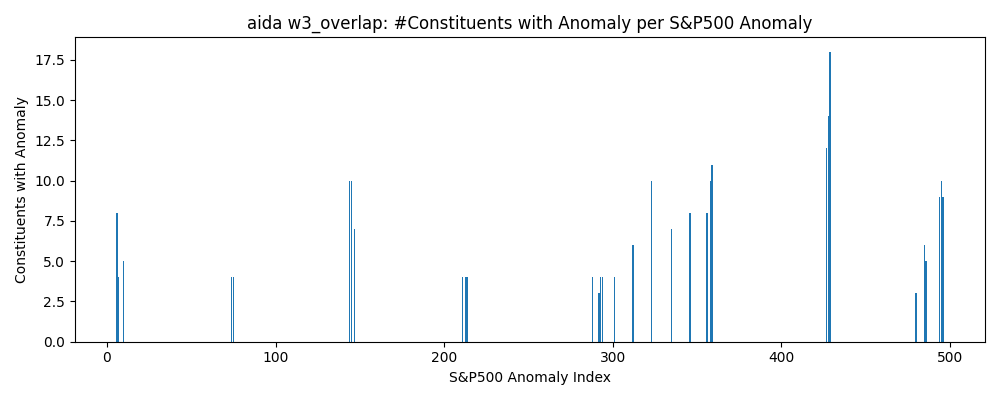 aida w3_overlap: #Constituents with Anomaly per S&P500 Anomaly
Constituents with Anomaly
17.5
15.0
12.5
10.0
7.5
5.0
2.5
0.0
0 100 200 300 400 500
S&P500 Anomaly Index